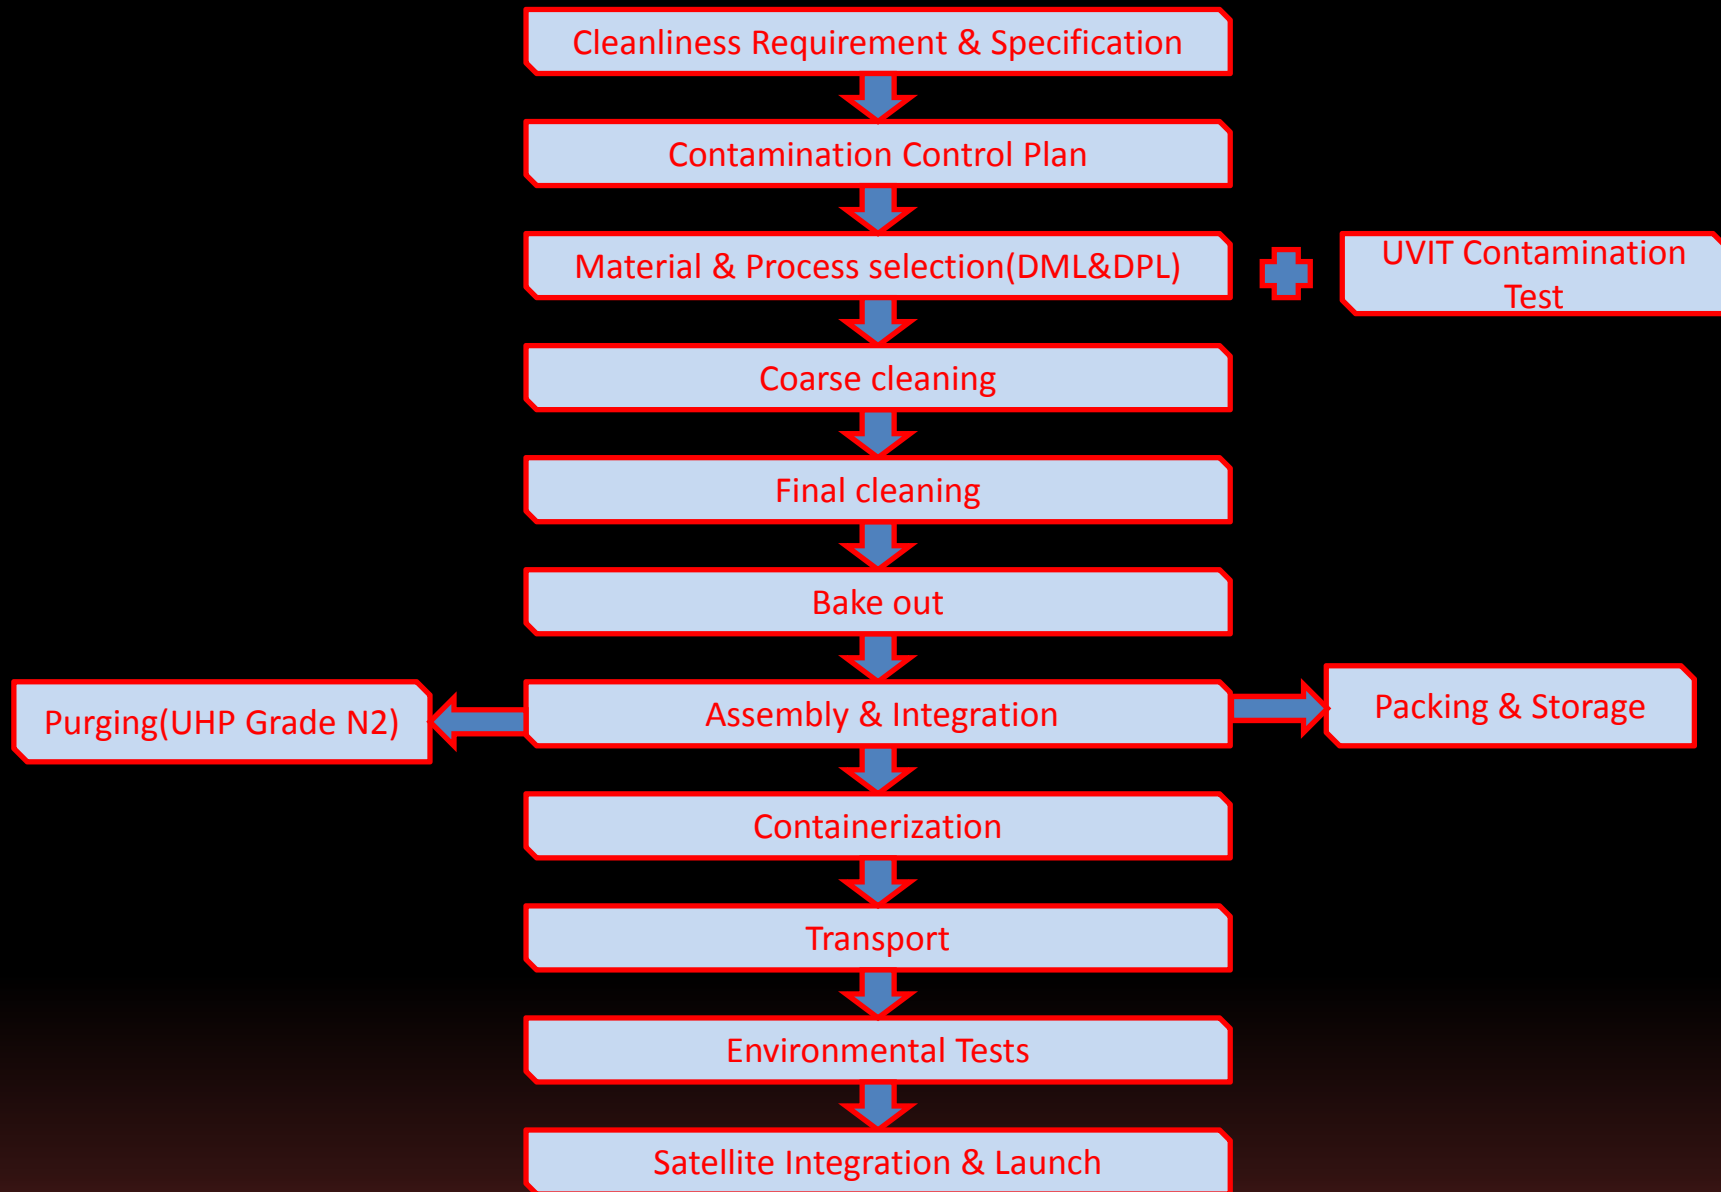 Cleanliness Requirement & Specification
Contamination Control Plan
Material & Process selection(DML&DPL)
UVIT Contamination
Test
Coarse cleaning
Final cleaning
Bake out
Purging(UHP Grade N2)
Assembly & Integration
Packing & Storage
Containerization
Transport
Environmental Tests
Satellite Integration & Launch